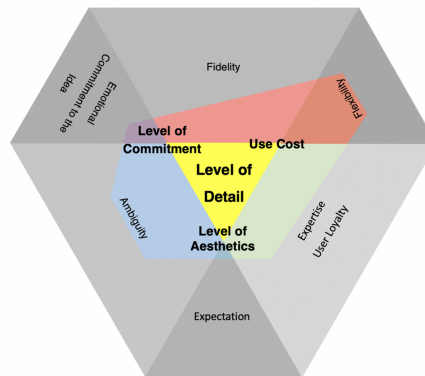 Fidelity
Flexibility
Emotional
Commitment to the
Idea
Level of
Commitment
Use Cost
Level of
Detail
Ambiguity
Level of
Aesthetics
Expertise
User Loyalty
Expectation